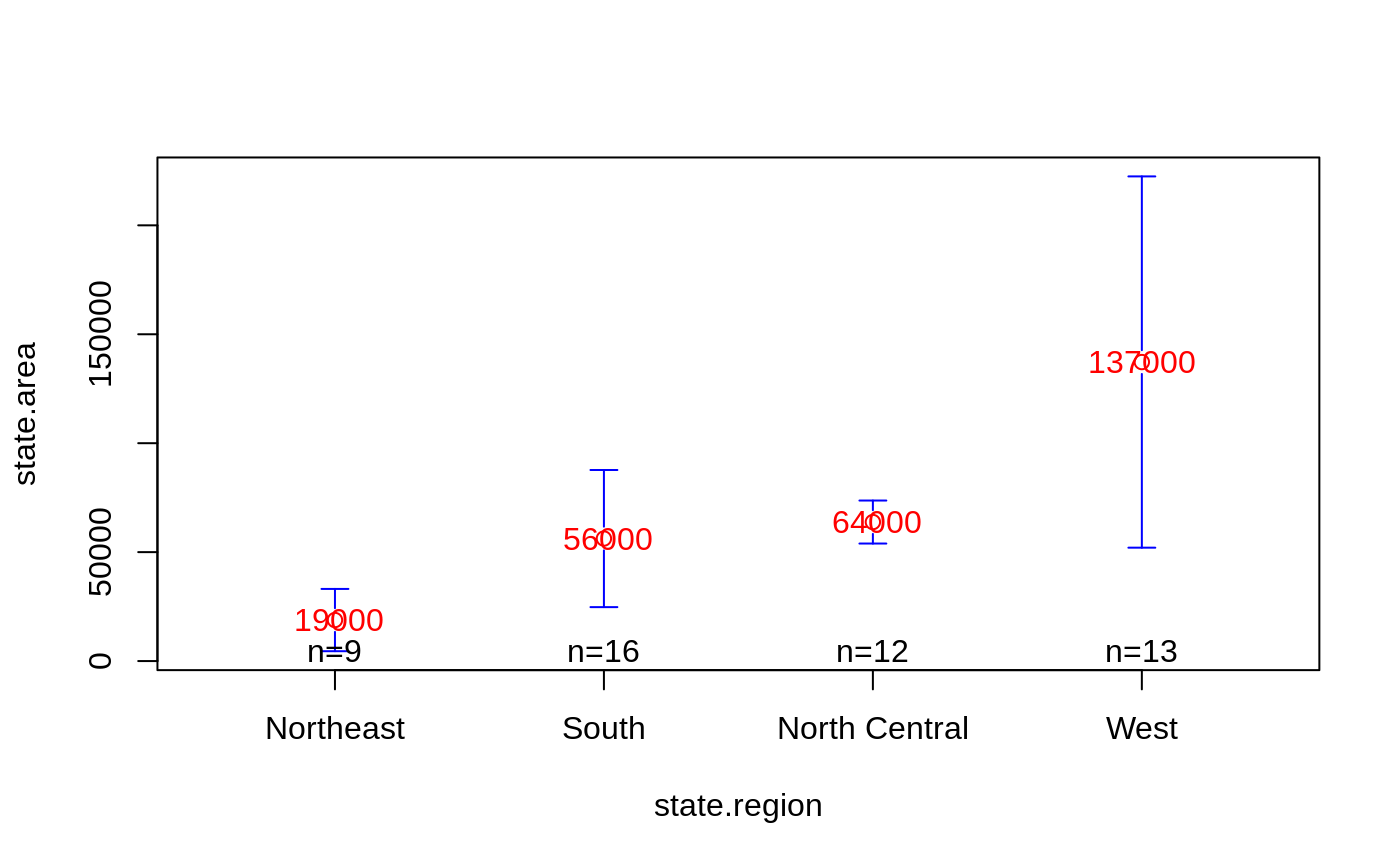 state.area
150000
50000
0
137000
56000
64000
19000
n=9
n=16
n=12
n=13
Northeast
South
North Central
West
state.region